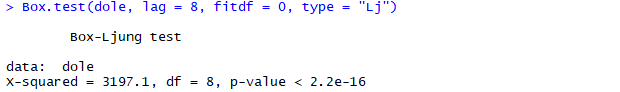 > Box.test(dole, lag = 8, fitdf = 0, type = "Lj")
Box-Ljung test
data:  dole
X-squared = 3197.1, df = 8, p-value < 2.2e-16